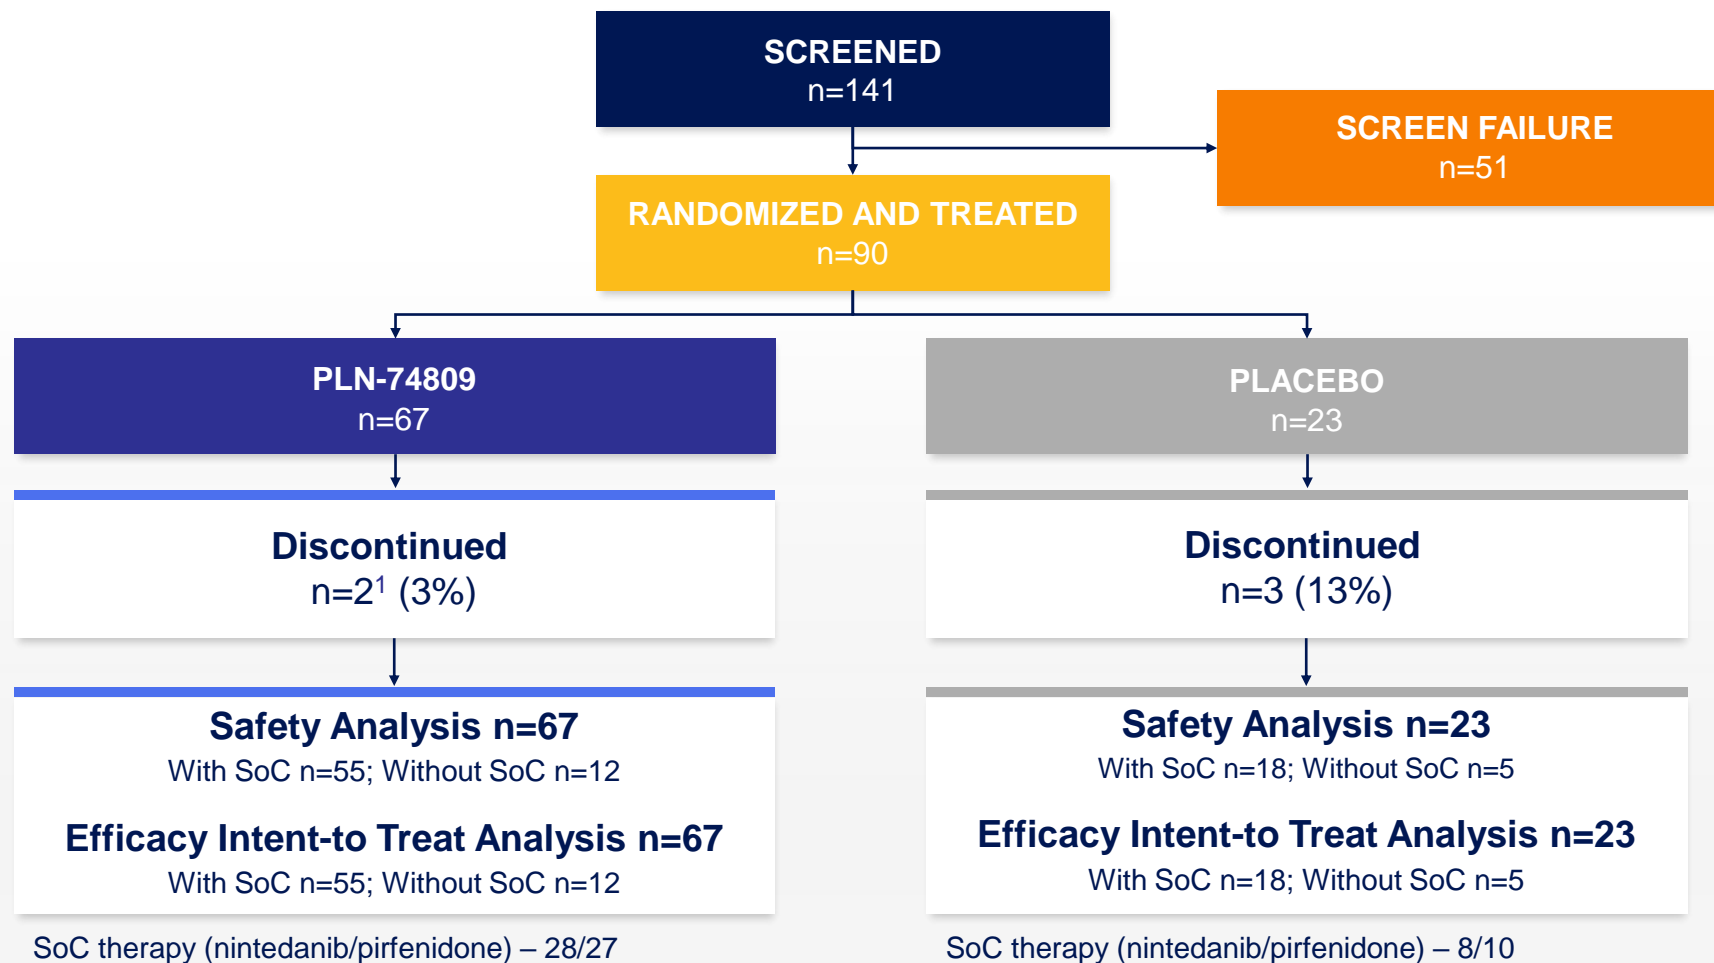 SCREENED
n=141
SCREEN FAILURE
n=51
RANDOMIZED AND TREATED
n=90
PLN-74809
n=67
PLACEBO
n=23
Discontinued
n=2¹ (3%)
Discontinued
n=3 (13%)
Safety Analysis n=67
With SoC n=55; Without SoC n=12
Efficacy Intent-to Treat Analysis n=67
With SoC n=55; Without SoC n=12
Safety Analysis n=23
With SoC n=18; Without SoC n=5
Efficacy Intent-to Treat Analysis n=23
With SoC n=18; Without SoC n=5
SoC therapy (nintedanib/pirfenidone) – 28/27
SoC therapy (nintedanib/pirfenidone) – 8/10